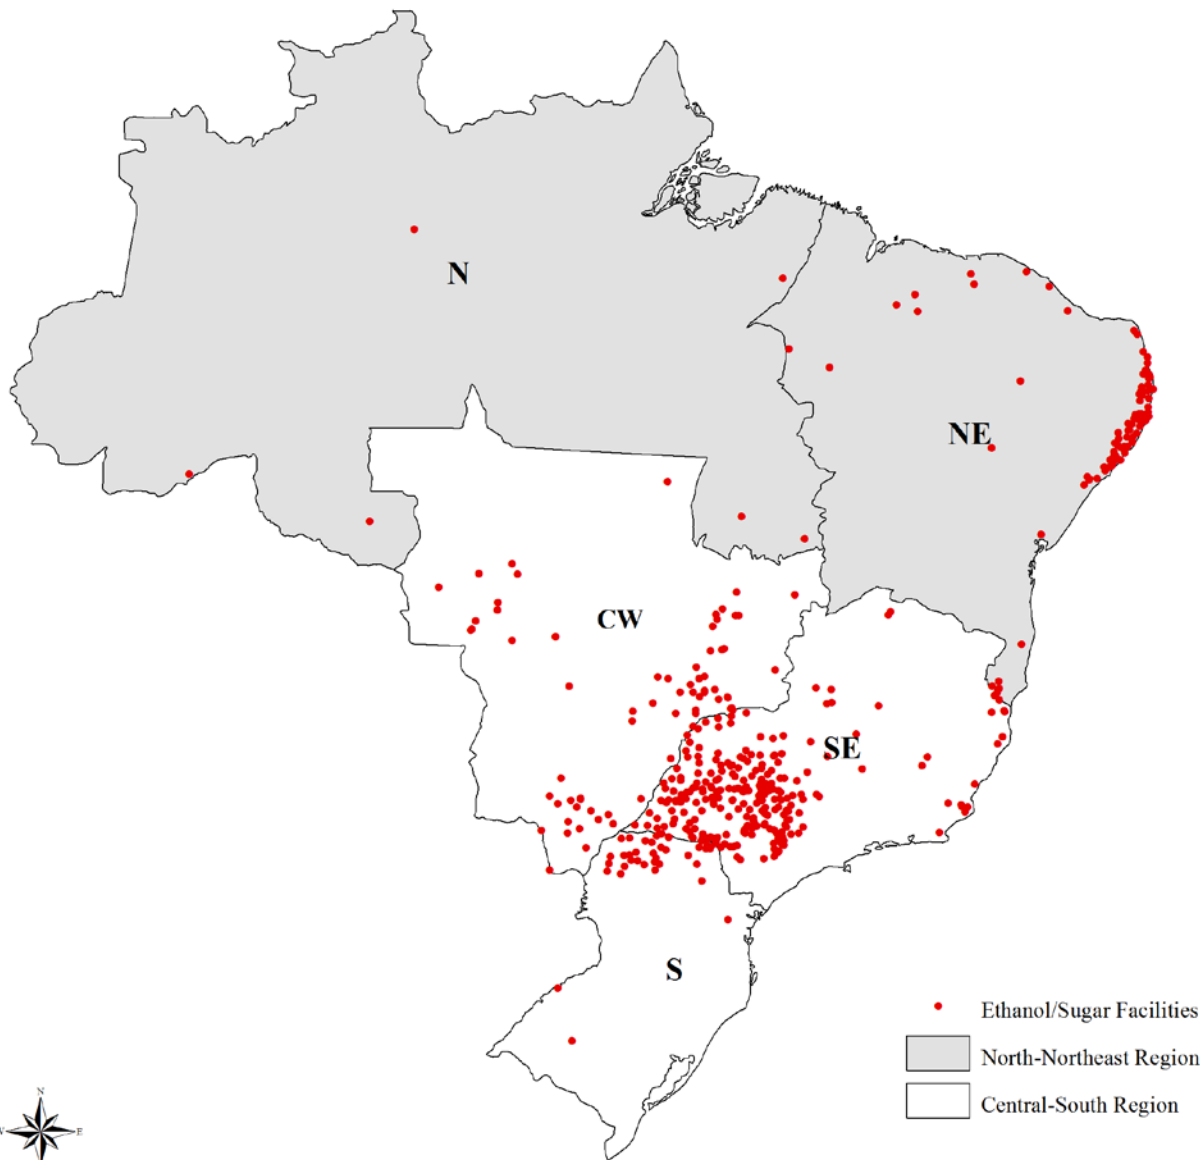 N
NE
CW
SE
S
Ethanol/Sugar Facilities
North-Northeast Region
Central-South Region
N
W
E